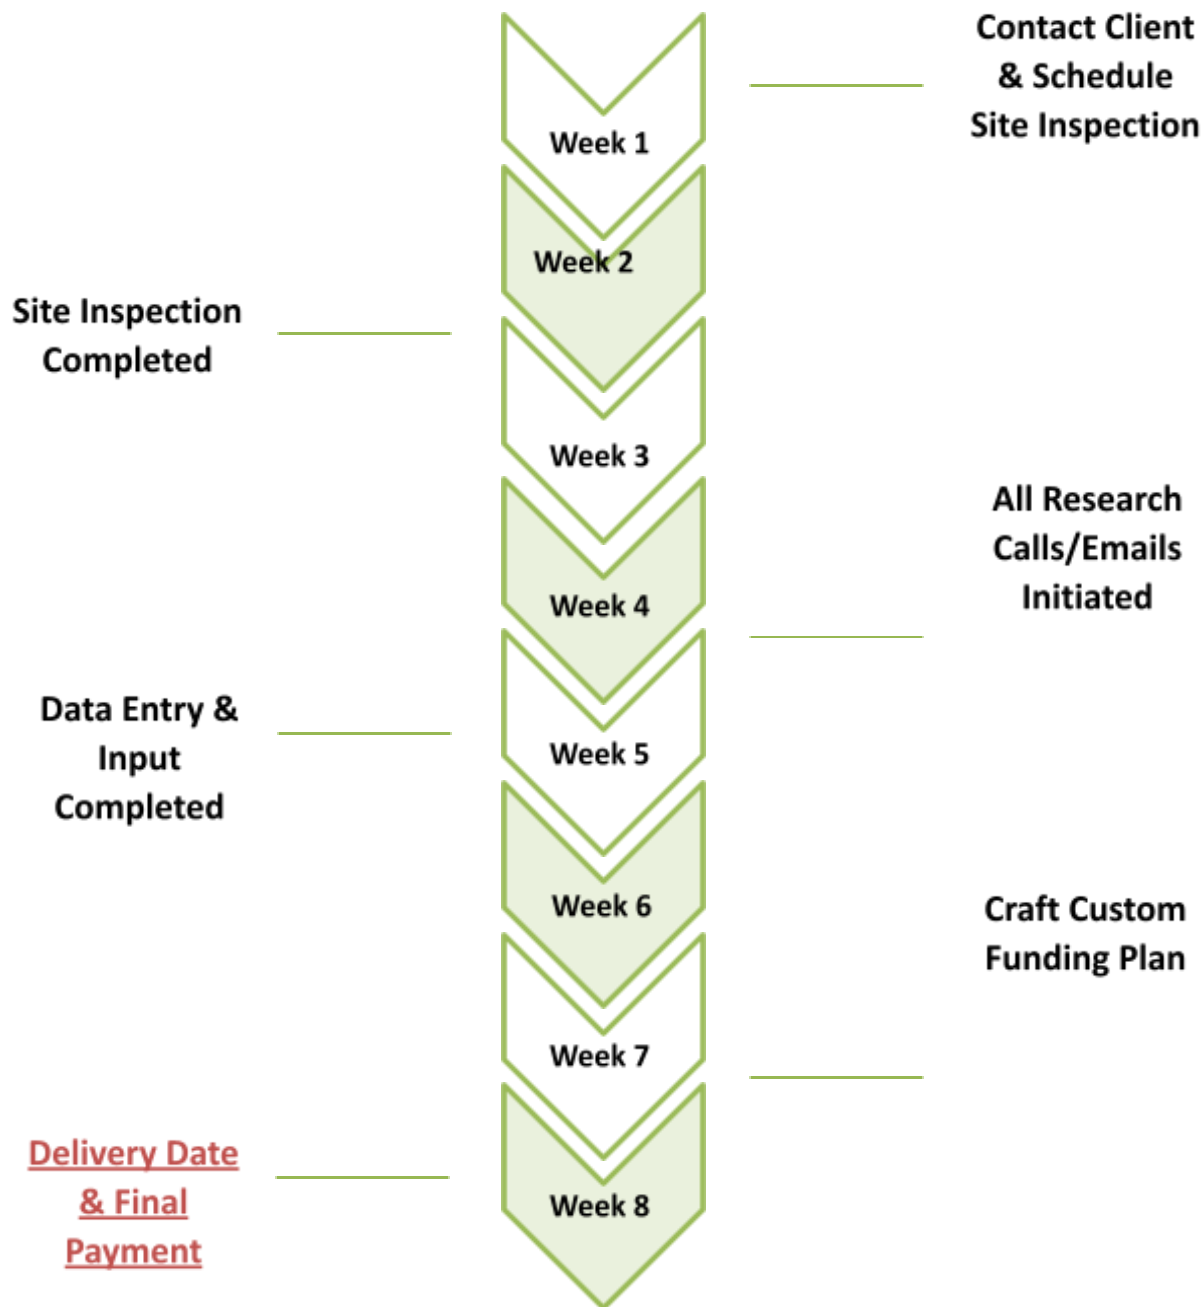 Contact Client
& Schedule
Site Inspection
Week 1
Week 2
Site Inspection
Completed
Week 3
All Research
Calls/Emails
Initiated
Week 4
Data Entry &
Input
Completed
Week 5
Week 6
Craft Custom
Funding Plan
Week 7
Delivery Date
& Final
Payment
Week 8